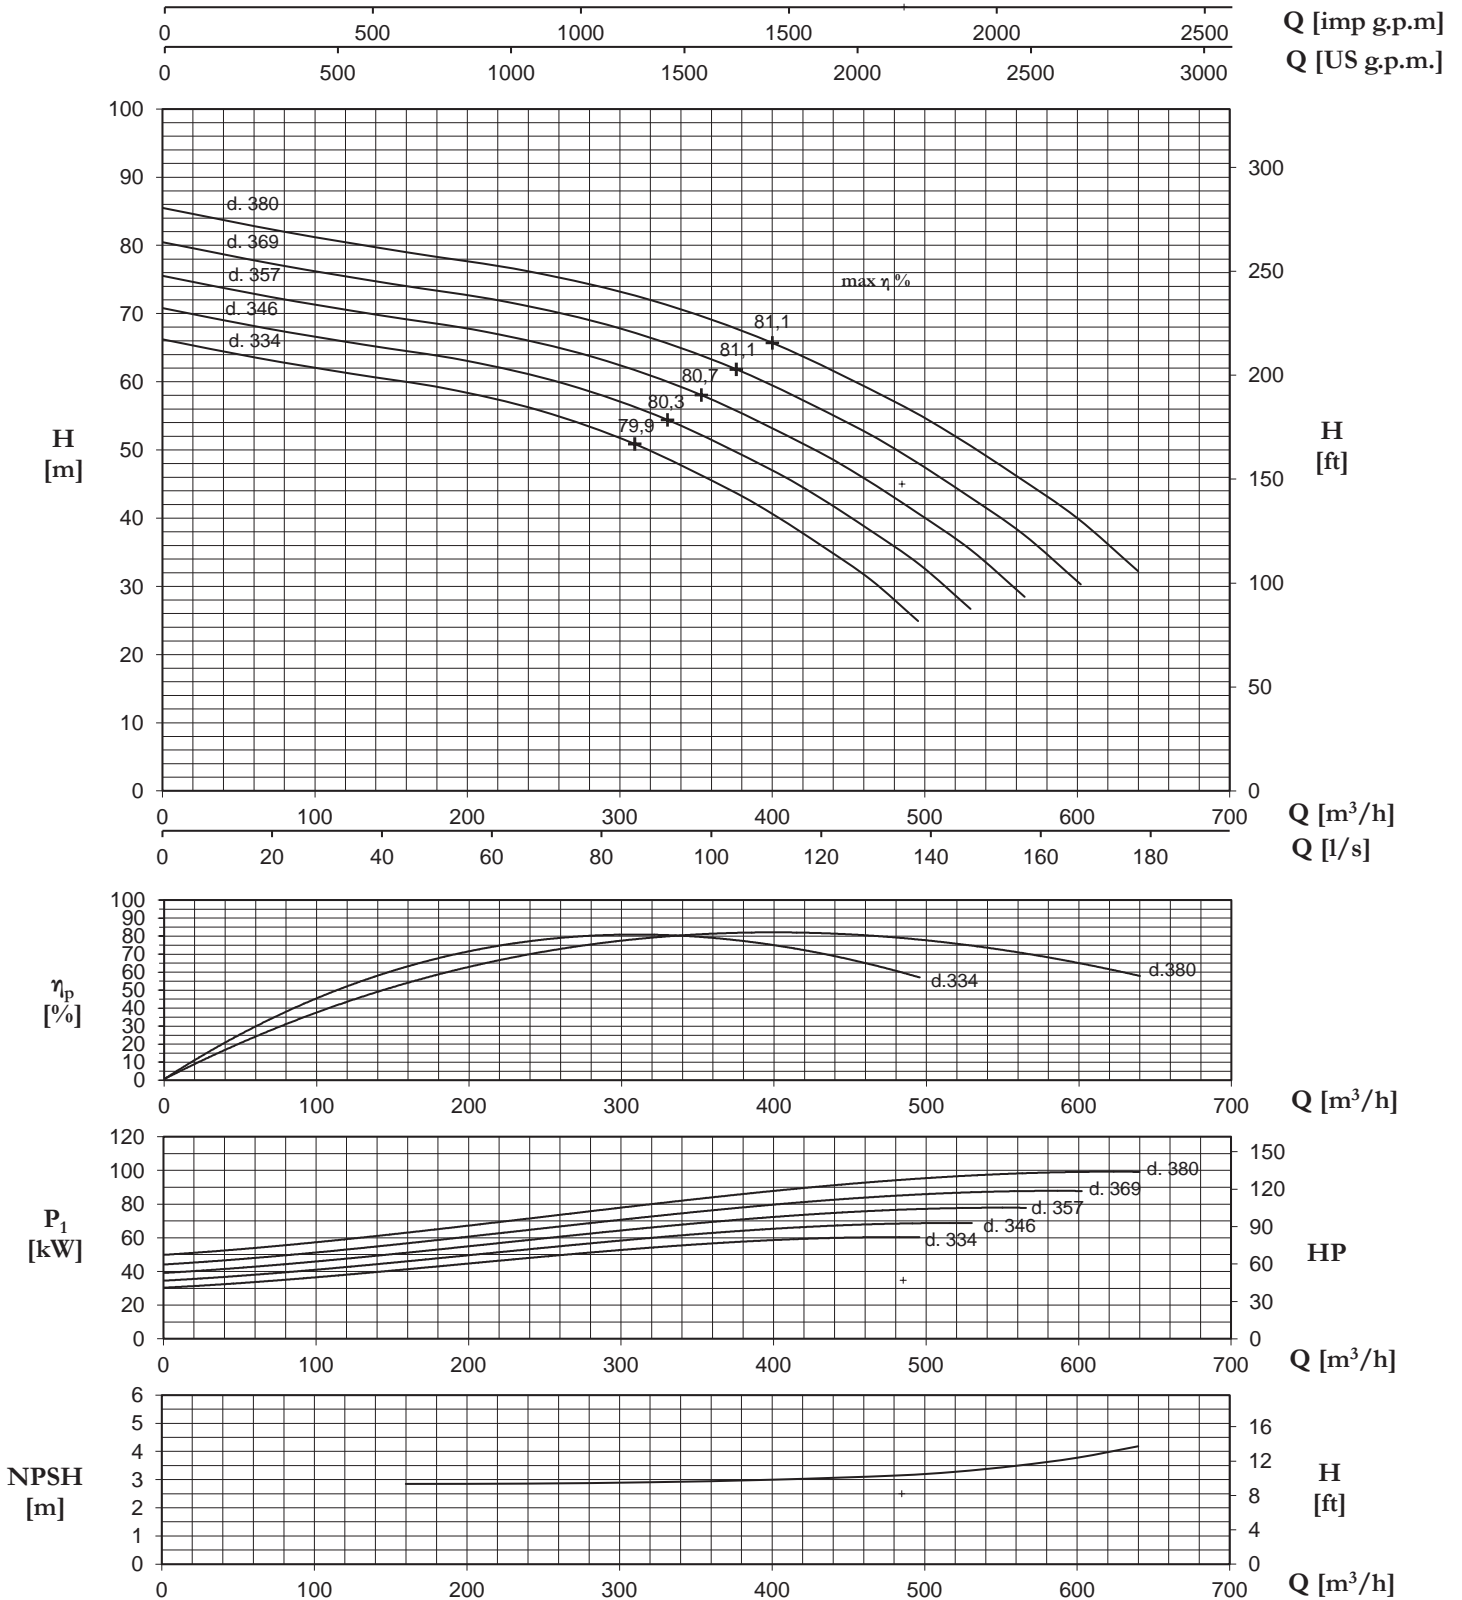 0 500 1000 1500 2000 2500 Q [imp g.p.m]
0 500 1000 1500 2000 2500 3000 Q [US g.p.m.]
100
90
80
70
60
50
40
30
20
10
0
H
[m]
300
250
200
150
100
50
0
H
[ft]
d. 380
d. 369
d. 357
d. 346
d. 334
max η %
81,1
81,1
80,7
80,3
79,9
0 100 200 300 400 500 600 700 Q [m³/h]
0 20 40 60 80 100 120 140 160 180 Q [l/s]
100
90
80
70
60
50
40
30
20
10
0
ηp
[%]
d.334
d.380
0 100 200 300 400 500 600 700 Q [m³/h]
120
100
80
60
40
20
0
P₁
[kW]
150
120
90
60
30
0
HP
d. 380
d. 369
d. 357
d. 346
d. 334
0 100 200 300 400 500 600 700 Q [m³/h]
6
5
4
3
2
1
0
NPSH
[m]
16
12
8
4
0
H
[ft]
0 100 200 300 400 500 600 700 Q [m³/h]